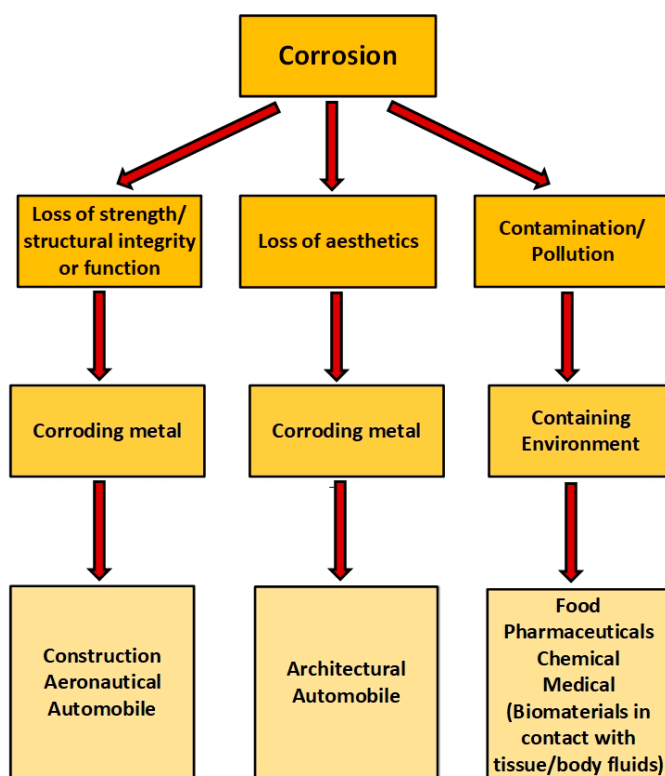 Corrosion
Loss of strength/
structural integrity
or function
Loss of aesthetics
Contamination/
Pollution
Corroding metal
Corroding metal
Containing
Environment
Construction
Aeronautical
Automobile
Architectural
Automobile
Food
Pharmaceuticals
Chemical
Medical
(Biomaterials in
contact with
tissue/body fluids)